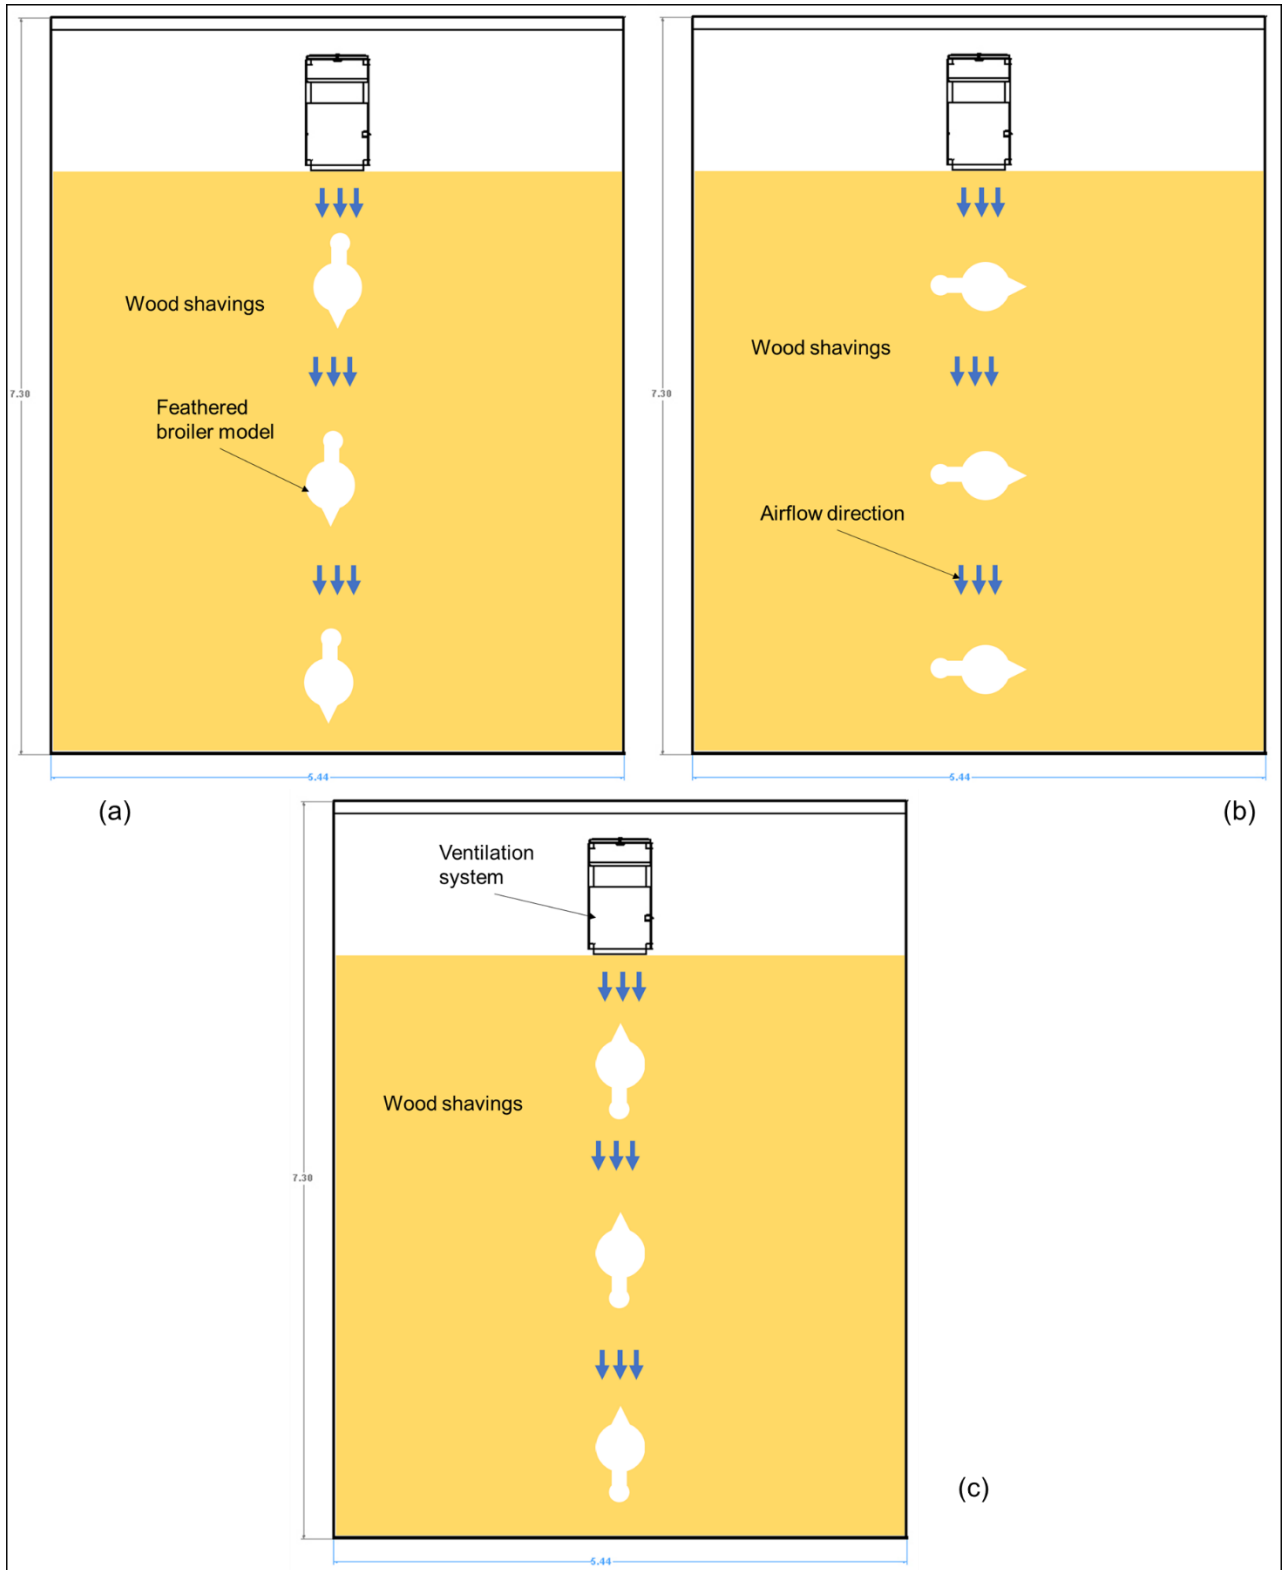 Wood shavings
7.30
Feathered
broiler model
5.44
(a)
Wood shavings
7.30
Airflow direction
5.44
(b)
Ventilation
system
Wood shavings
7.30
5.44
(c)